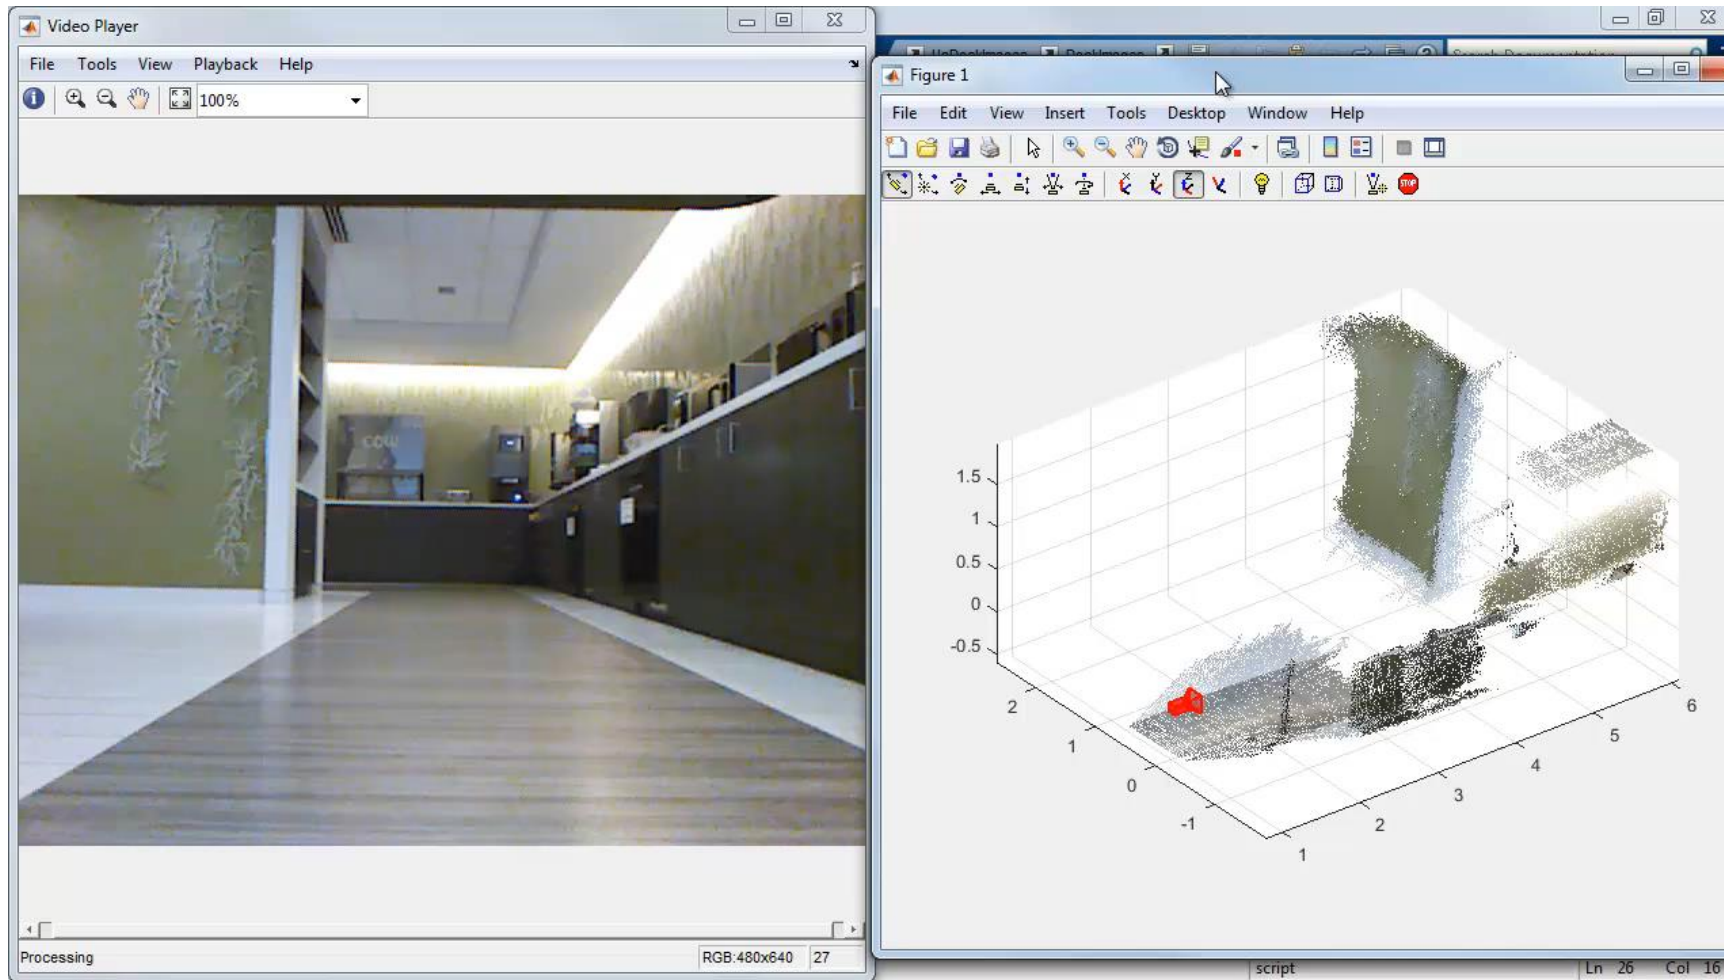 Video Player
File Tools View Playback Help
100%
COW
Processing
RGB:480x640 27
Figure 1
File Edit View Insert Tools Desktop Window Help
STOP
1.5
1
0.5
0
-0.5
2
1
0
-1
1
2
3
4
5
6
script
Ln 26 Col 16